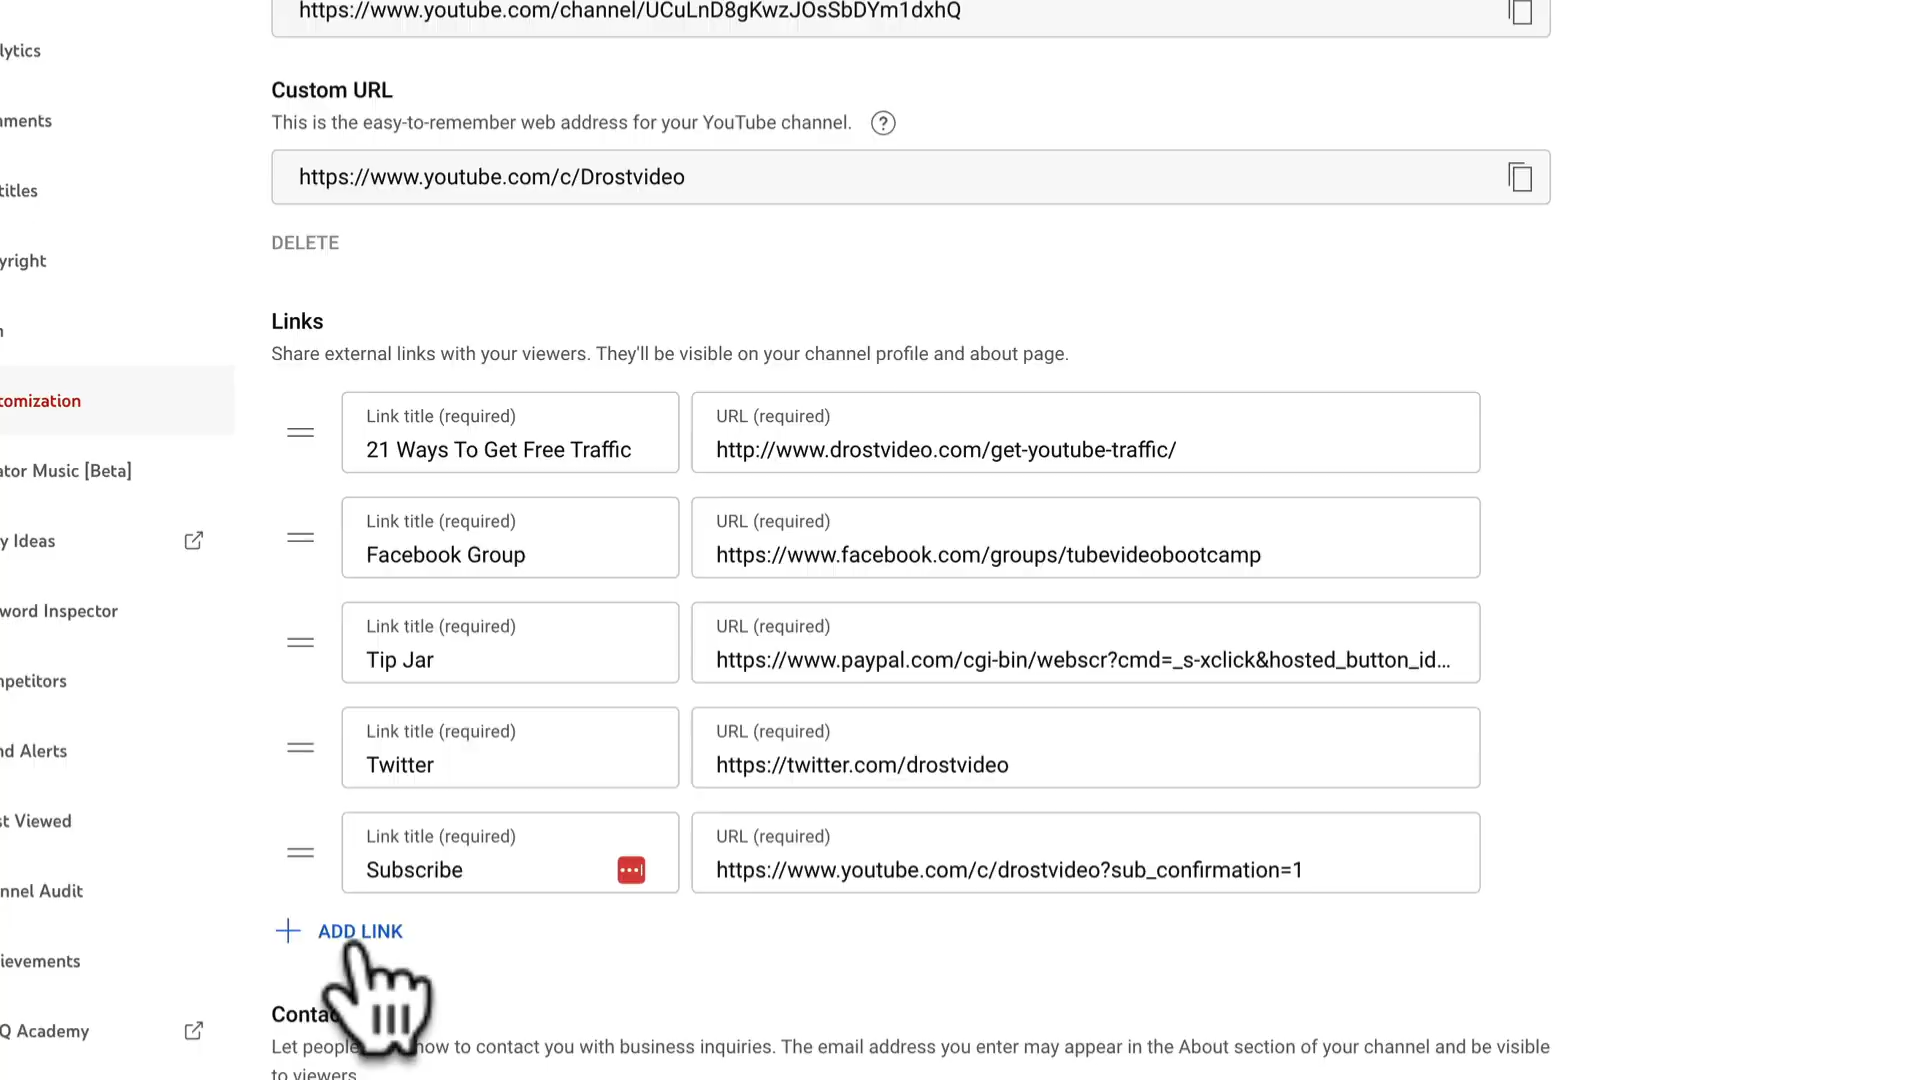 https://www.youtube.com/channel/UCuLnD8gKwzJOsSbDYm1dxhQ
lytics
Custom URL
nments
This is the easy-to-remember web address for your YouTube channel. ?
https://www.youtube.com/c/Drostvideo
titles
DELETE
yright
Links
n
Share external links with your viewers. They'll be visible on your channel profile and about page.
tomization
Link title (required)
21 Ways To Get Free Traffic
URL (required)
http://www.drostvideo.com/get-youtube-traffic/
ator Music [Beta]
Link title (required)
Facebook Group
URL (required)
https://www.facebook.com/groups/tubevideobootcamp
y Ideas
word Inspector
Link title (required)
Tip Jar
URL (required)
https://www.paypal.com/cgi-bin/webscr?cmd=_s-xclick&hosted_button_id...
npetitors
Link title (required)
Twitter
URL (required)
https://twitter.com/drostvideo
nd Alerts
st Viewed
Link title (required)
Subscribe
URL (required)
https://www.youtube.com/c/drostvideo?sub_confirmation=1
nnel Audit
ADD LINK
ievements
Conta
Q Academy
Let people now to contact you with business inquiries. The email address you enter may appear in the About section of your channel and be visible
to viewers